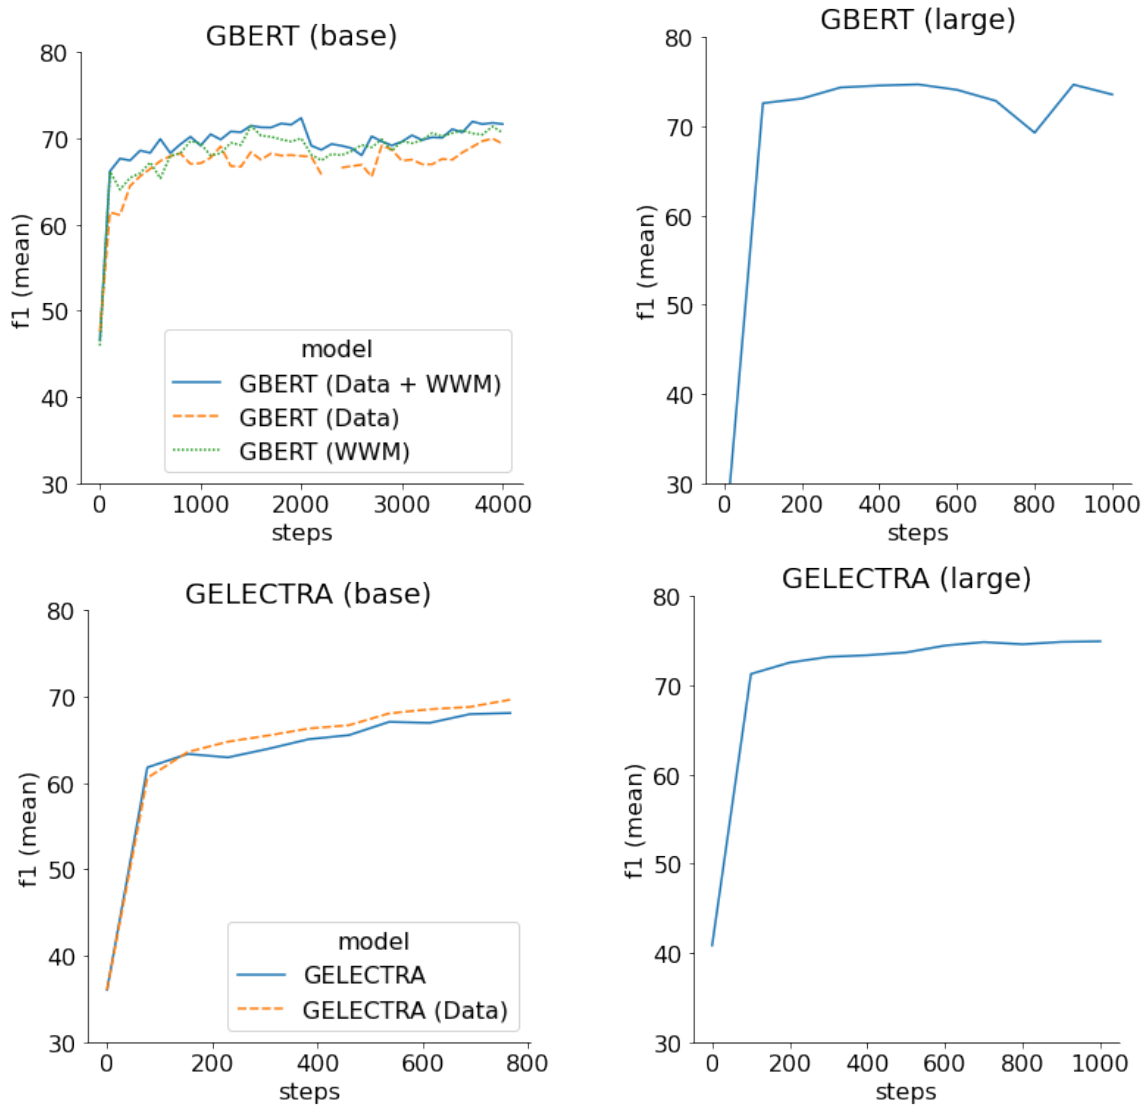 GBERT (base)
80
70
60
50
40
30
f1 (mean)
model
GBERT (Data + WWM)
GBERT (Data)
GBERT (WWM)
0 1000 2000 3000 4000
steps
GBERT (large)
80
70
60
50
40
30
f1 (mean)
0 200 400 600 800 1000
steps
GELECTRA (base)
80
70
60
50
40
30
f1 (mean)
model
GELECTRA
GELECTRA (Data)
0 200 400 600 800
steps
GELECTRA (large)
80
70
60
50
40
30
f1 (mean)
0 200 400 600 800 1000
steps